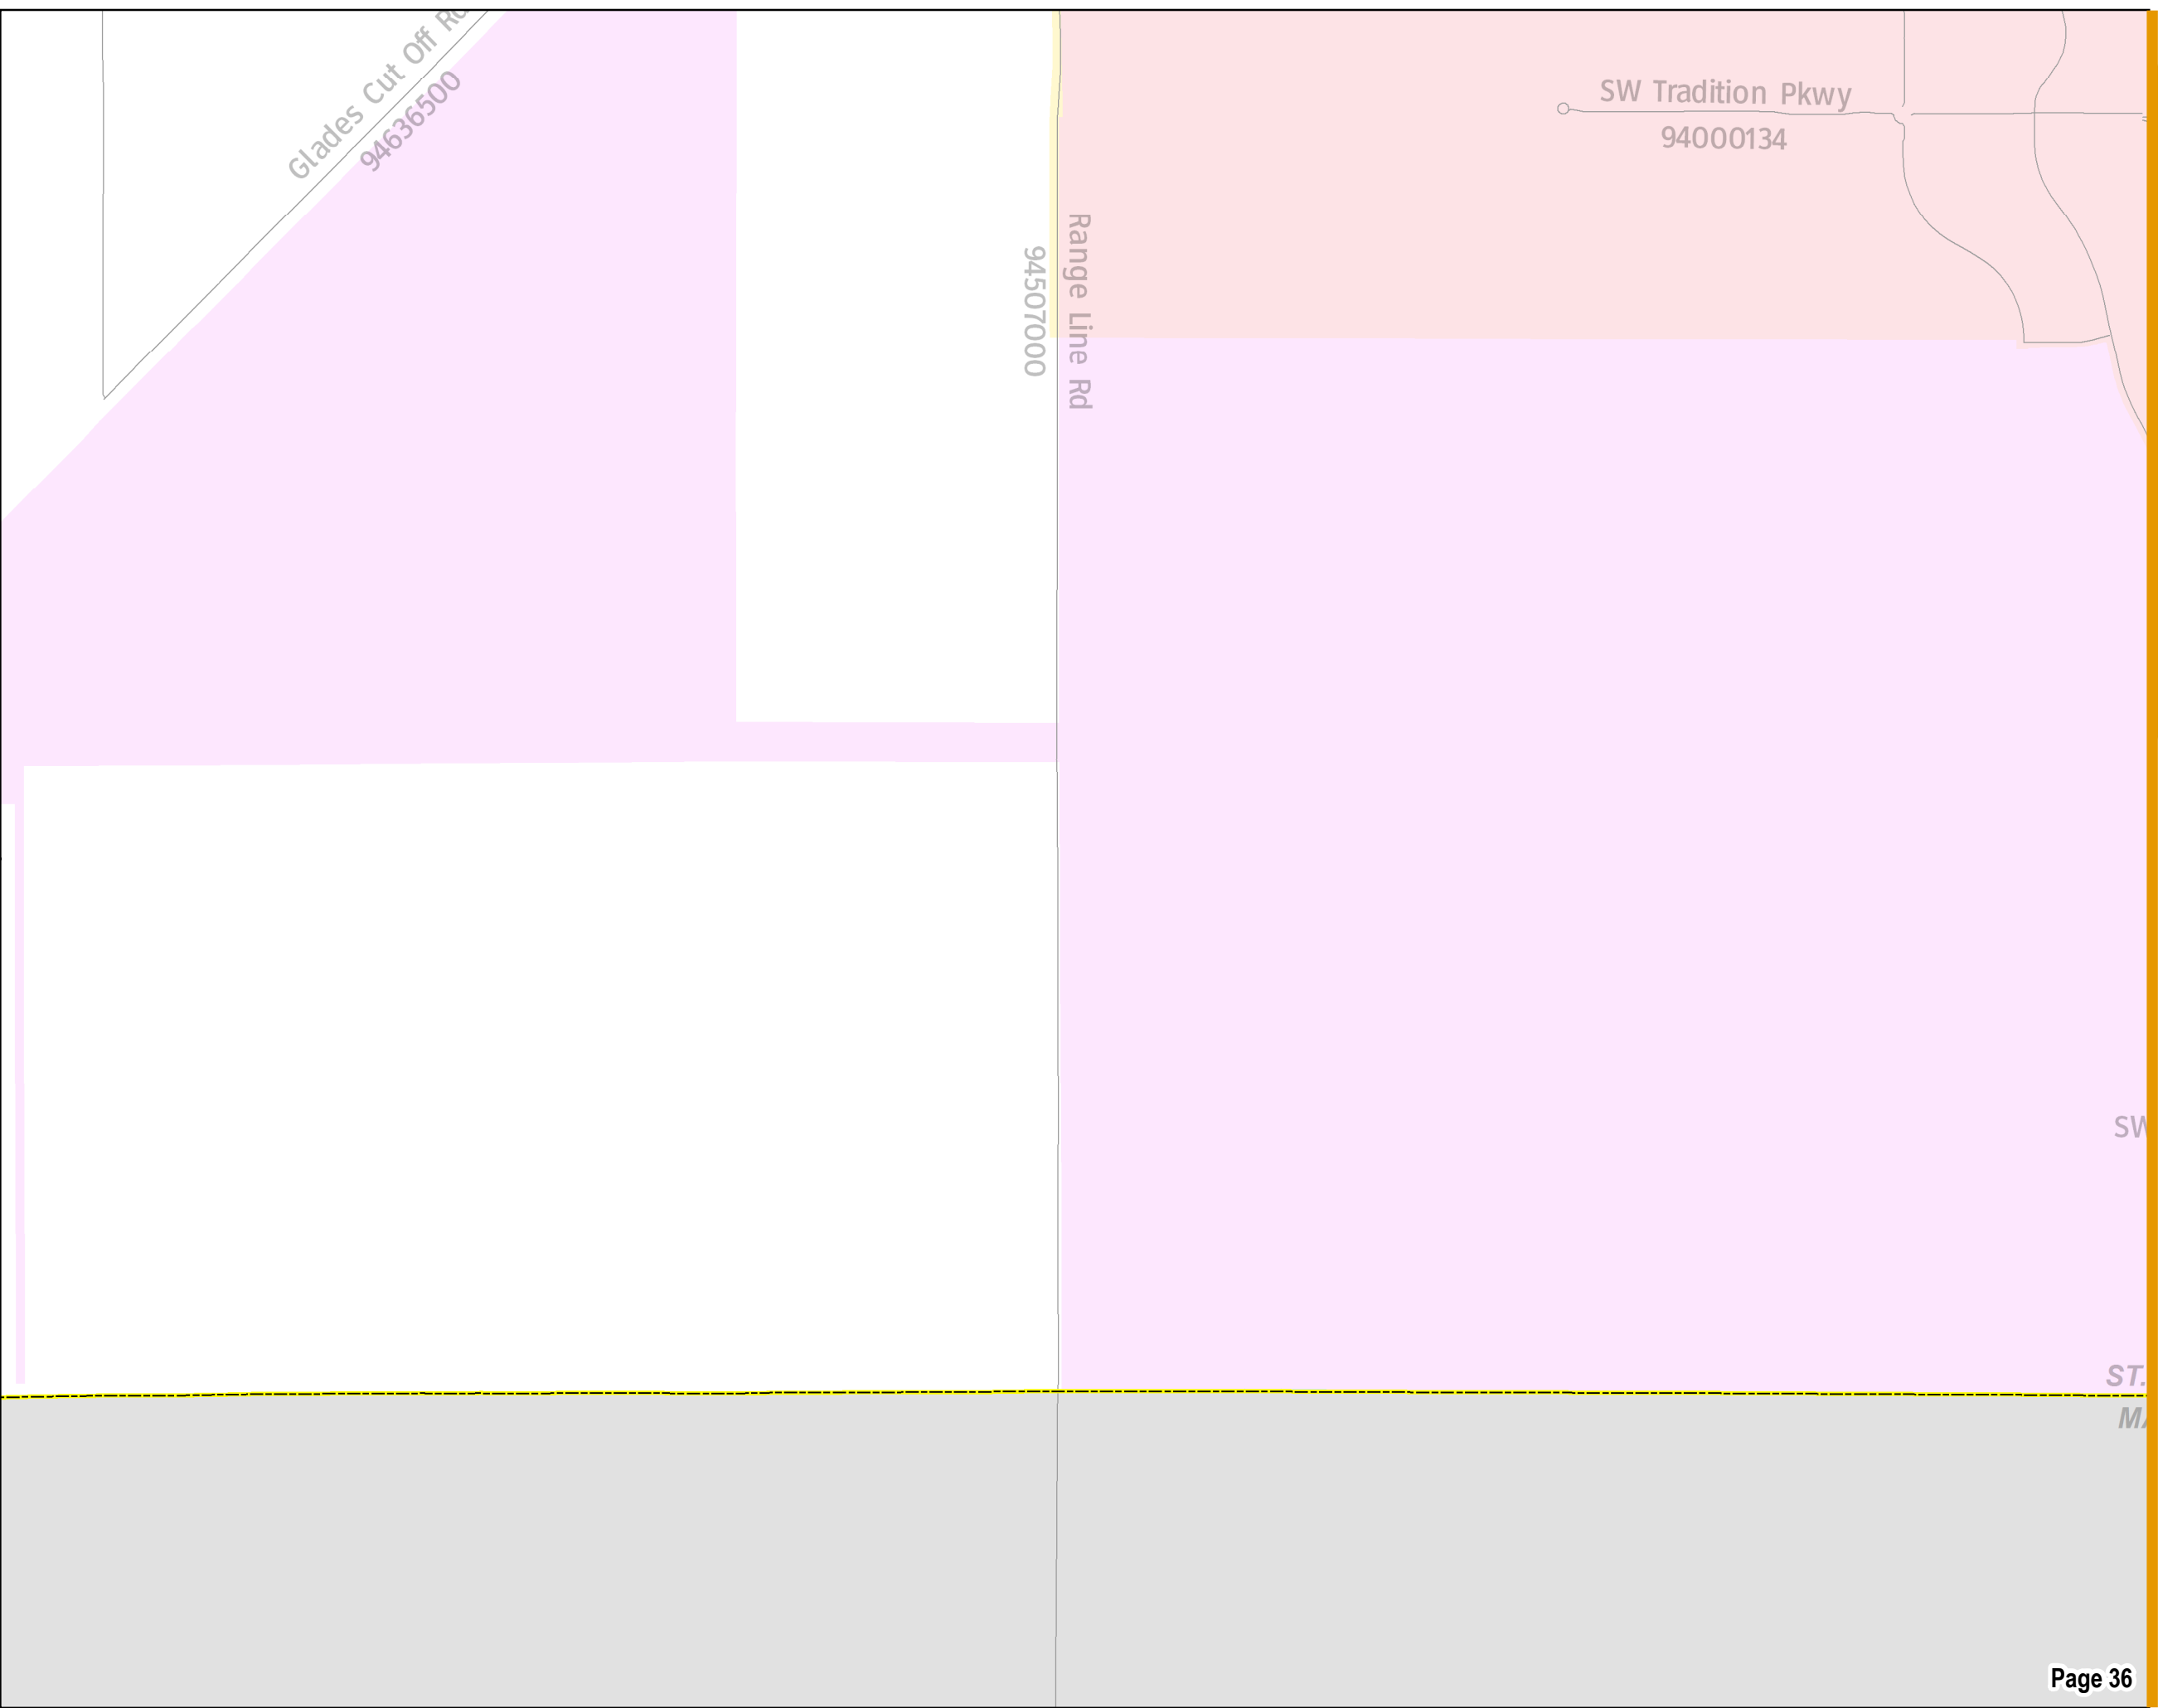 Glades Cut Off Rd
94636500
SW Tradition Pkwy
94000134
Range Line Rd
94507000
SW
ST.
Page 36